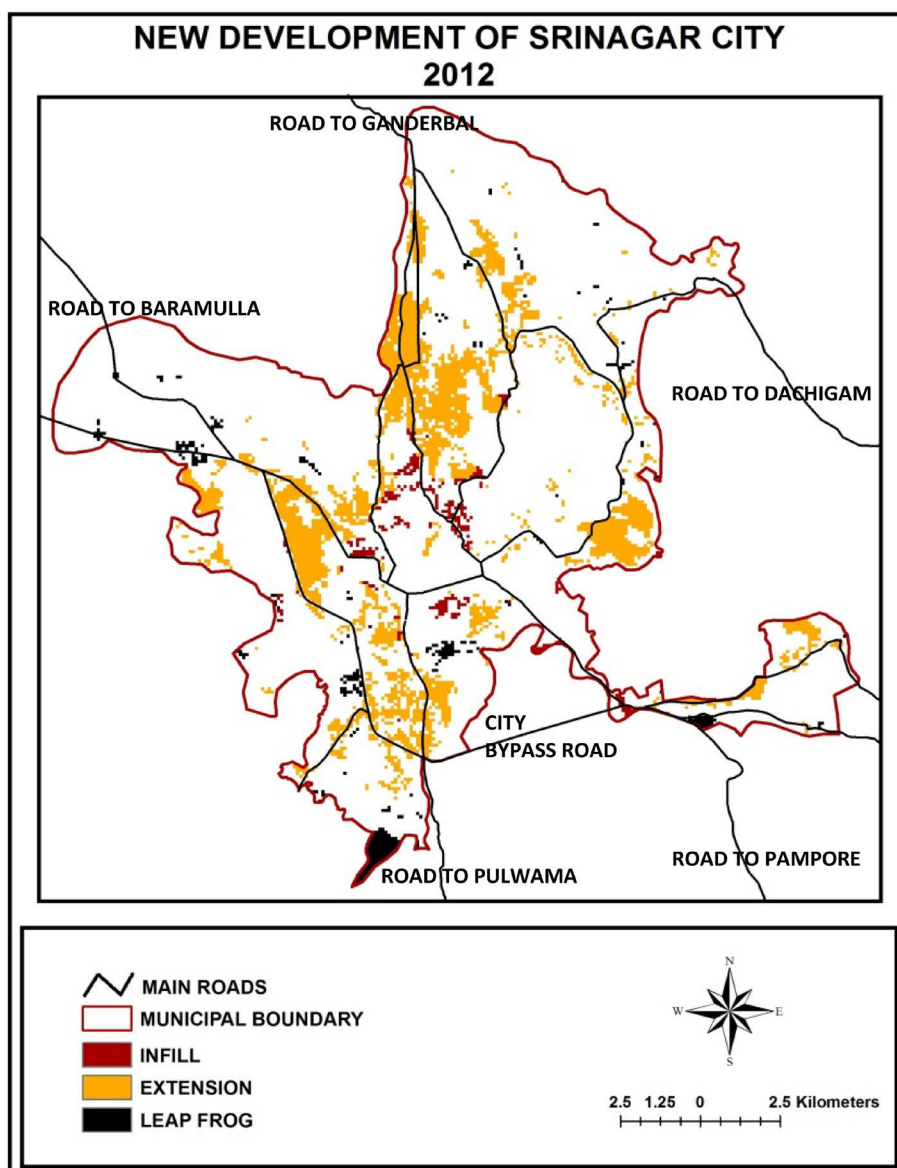 NEW DEVELOPMENT OF SRINAGAR CITY
2012
ROAD TO GANDERBAL
ROAD TO BARAMULLA
ROAD TO DACHIGAM
CITY
BYPASS ROAD
ROAD TO PAMPORE
ROAD TO PULWAMA
MAIN ROADS
MUNICIPAL BOUNDARY
INFILL
EXTENSION
LEAP FROG
N
W E
S
2.5 1.25 0 2.5 Kilometers